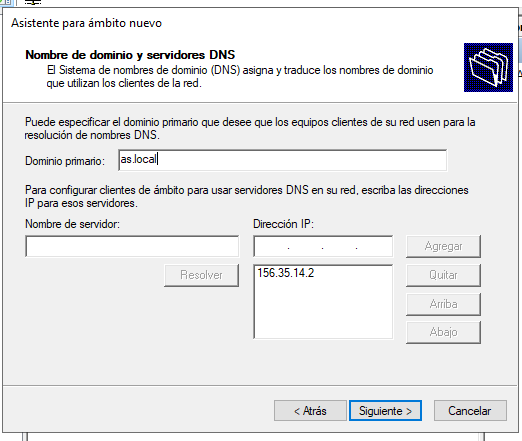 Asistente para ámbito nuevo
Nombre de dominio y servidores DNS
El Sistema de nombres de dominio (DNS) asigna y traduce los nombres de dominio
que utilizan los clientes de la red.
Puede especificar el dominio primario que desee que los equipos clientes de su red usen para la
resolución de nombres DNS.
Dominio primario: as.local
Para configurar clientes de ámbito para usar servidores DNS en su red, escriba las direcciones
IP para esos servidores.
Nombre de servidor: Dirección IP:
. . . Agregar
Resolver 156.35.14.2 Quitar
Arriba
Abajo
< Atrás Siguiente > Cancelar